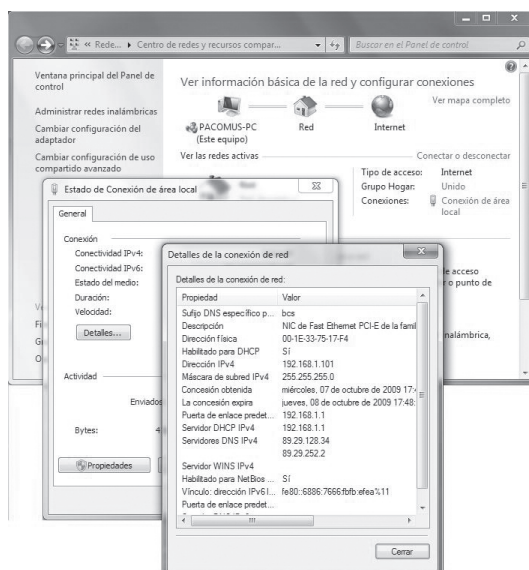 « Rede... ▸ Centro de redes y recursos compar...
Buscar en el Panel de control
Ventana principal del Panel de control
Administrar redes inalámbricas
Cambiar configuración del adaptador
Cambiar configuración de uso compartido avanzado
Ver información básica de la red y configurar conexiones
Ver mapa completo
PACOMUS-PC
(Este equipo)
Red
Internet
Ver las redes activas
Conectar o desconectar
Tipo de acceso: Internet
Grupo Hogar: Unido
Conexiones: Conexión de área local
de acceso
o punto de
nalámbrica,
Estado de Conexión de área local
General
Conexión
Conectividad IPv4:
Conectividad IPv6:
Estado del medio:
Duración:
Velocidad:
Detalles...
Actividad
Enviados
Bytes:
Propiedades
Detalles de la conexión de red
Detalles de la conexión de red:
Propiedad Valor
Sufijo DNS específico p... bcs
Descripción NIC de Fast Ethernet PCI-E de la famil
Dirección física 00-1E-33-75-17-F4
Habilitado para DHCP Sí
Dirección IPv4 192.168.1.101
Máscara de subred IPv4 255.255.255.0
Concesión obtenida miércoles, 07 de octubre de 2009 17:
La concesión expira jueves, 08 de octubre de 2009 17:48:
Puerta de enlace predet... 192.168.1.1
Servidor DHCP IPv4 192.168.1.1
Servidores DNS IPv4 89.29.128.34
89.29.252.2
Servidor WINS IPv4
Habilitado para NetBios ... Sí
Vínculo: dirección IPv6 l... fe80::6886:7666:fbfb:efea%11
Puerta de enlace predet...
Cerrar